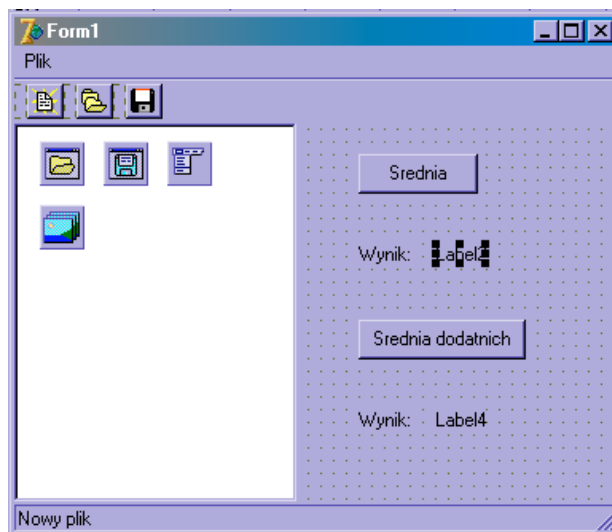 Form1
Plik
Srednia
Wynik: Label2
Srednia dodatnich
Wynik: Label4
Nowy plik